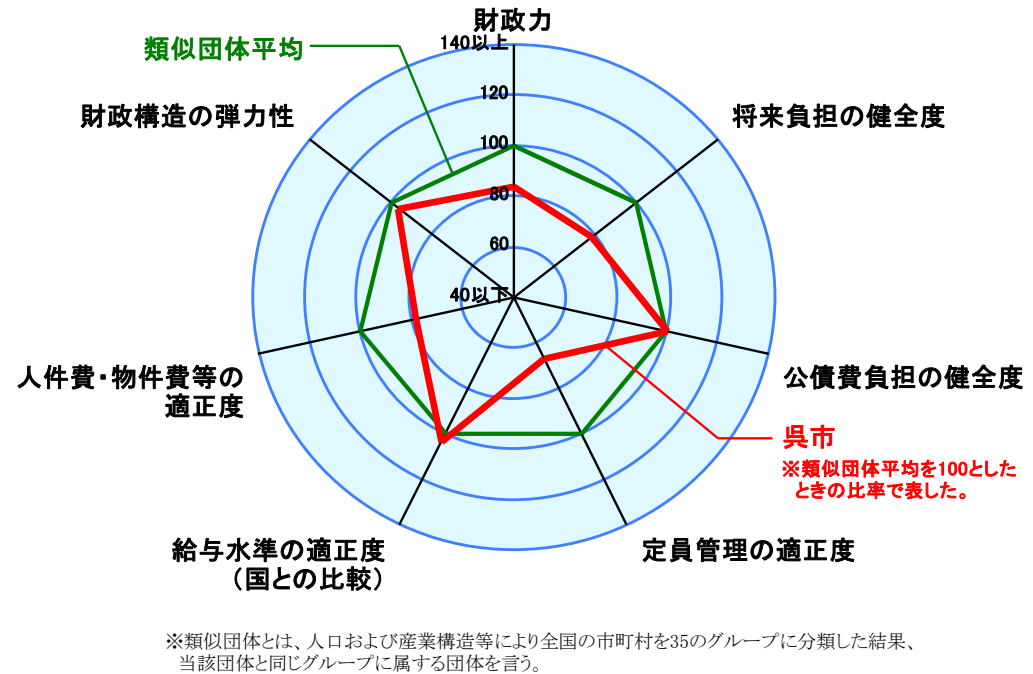 財政力
140以上
類似団体平均
120
財政構造の弾力性
将来負担の健全度
100
80
60
40以下
人件費・物件費等の
適正度
公債費負担の健全度
呉市
※類似団体平均を100とした
ときの比率で表した。
給与水準の適正度
（国との比較）
定員管理の適正度
※類似団体とは、人口および産業構造等により全国の市町村を35のグループに分類した結果、
当該団体と同じグループに属する団体を言う。